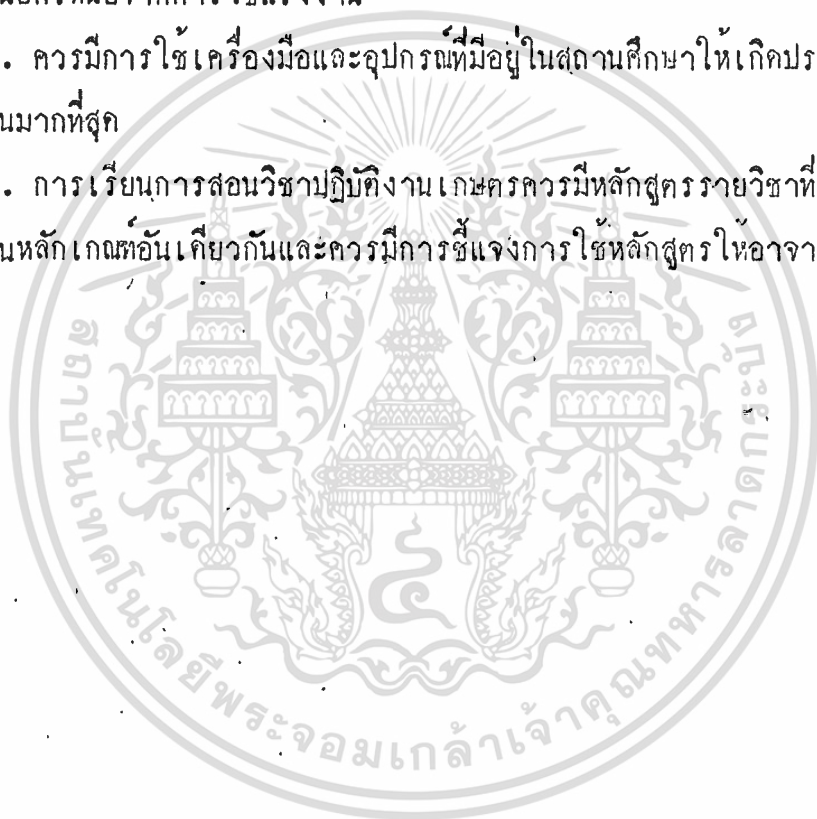 . ควรมีการใช้เครื่องมือและอุปกรณ์ที่มีอยู่ในสถานศึกษาให้เกิดปร
นมากที่สุด
. การเรียนการสอนวิชาปฏิบัติงานเกษตรควรมีหลักสูตรรายวิชาที่
นหลักเกณฑ์อันเดียวกันและควรมีการชี้แจงการใช้หลักสูตรให้อาจา
สถาบันเทคโนโลยีพระจอมเกล้าเจ้าคุณทหารลาดกระบัง